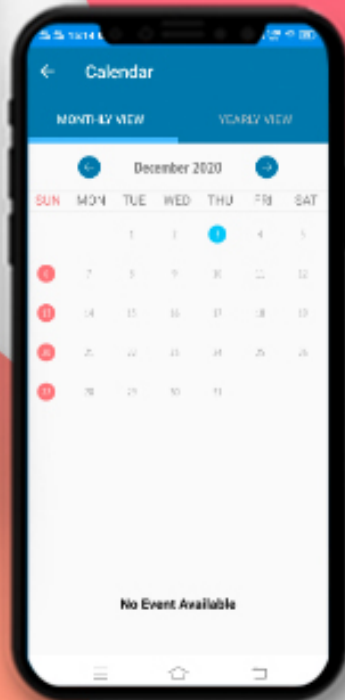 Calendar
MONTHLY VIEW YEARLY VIEW
December 2020
SUN MON TUE WED THU FRI SAT
1 2 3 4 5
6 7 8 9 10 11 12
13 14 15 16 17 18 19
20 21 22 23 24 25 26
27 28 29 30 31
No Event Available